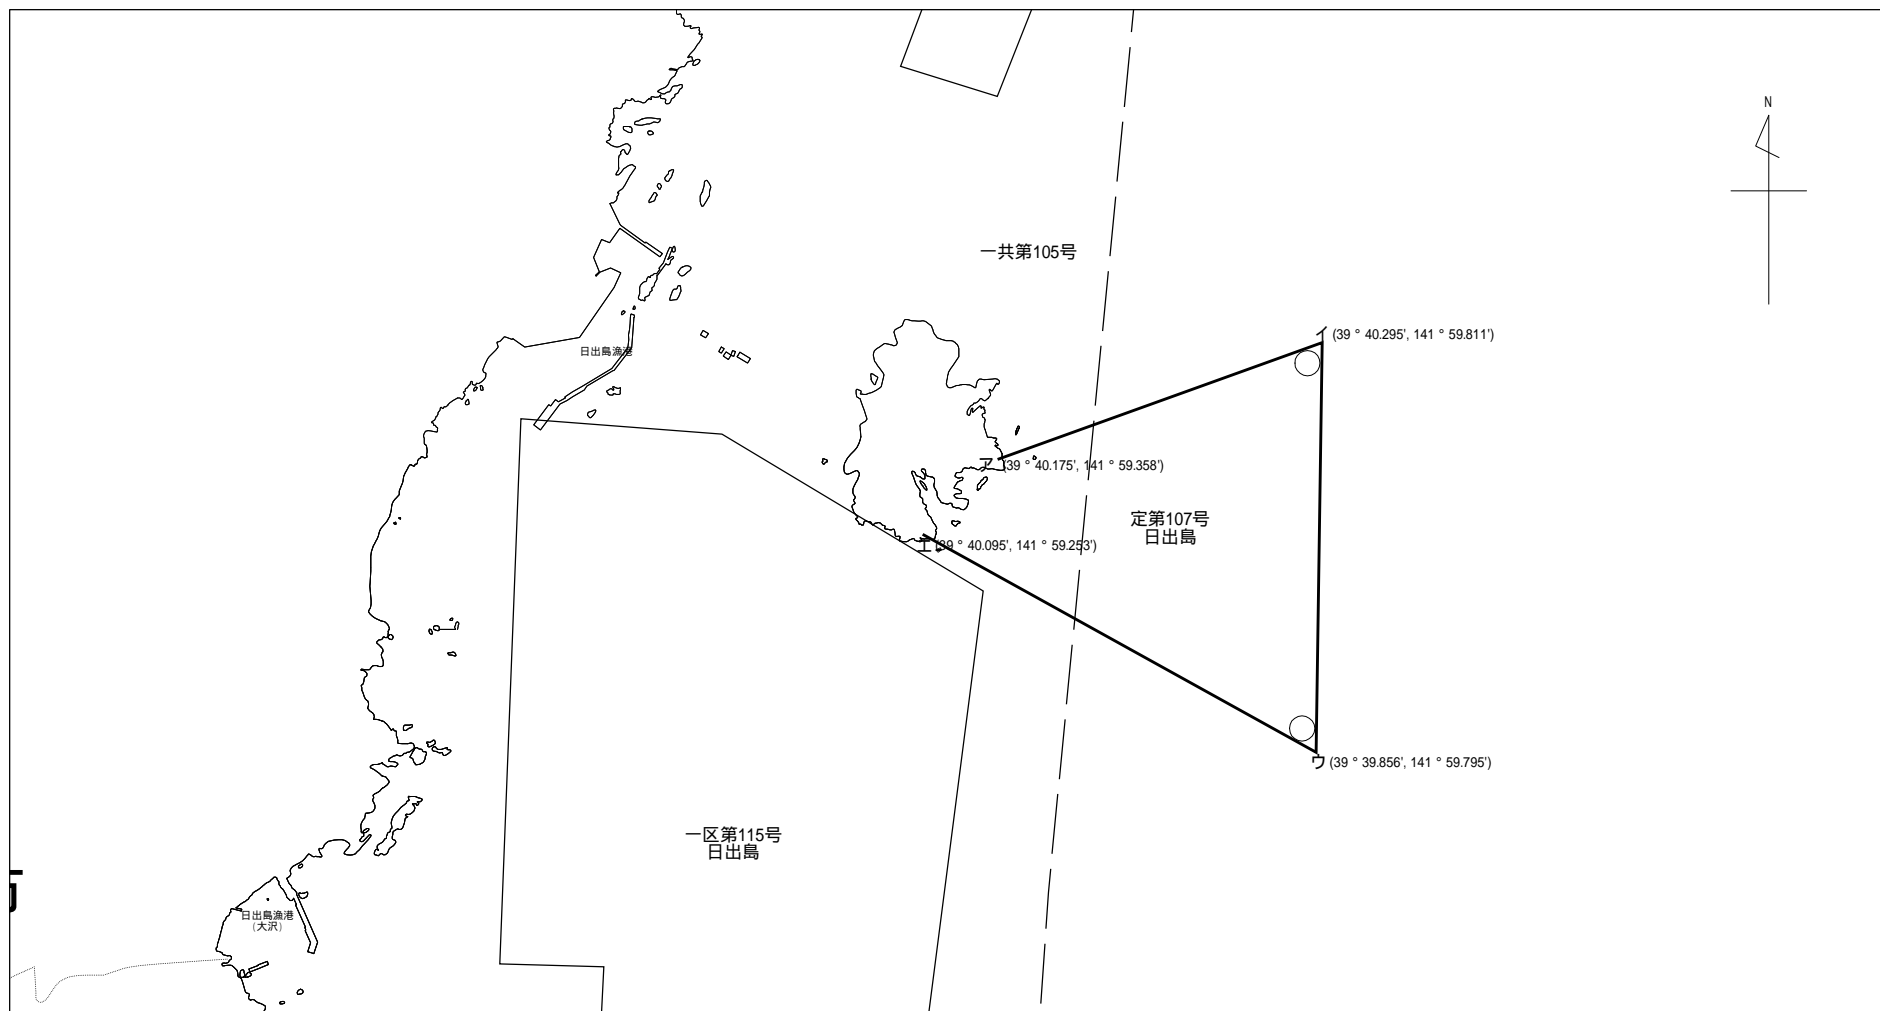 N
一共第105号
イ (39 ° 40.295', 141 ° 59.811')
日出島漁港
ア (39 ° 40.175', 141 ° 59.358')
定第107号
日出島
エ (39 ° 40.095', 141 ° 59.253')
ウ (39 ° 39.856', 141 ° 59.795')
一区第115号
日出島
日出島漁港
(大沢)